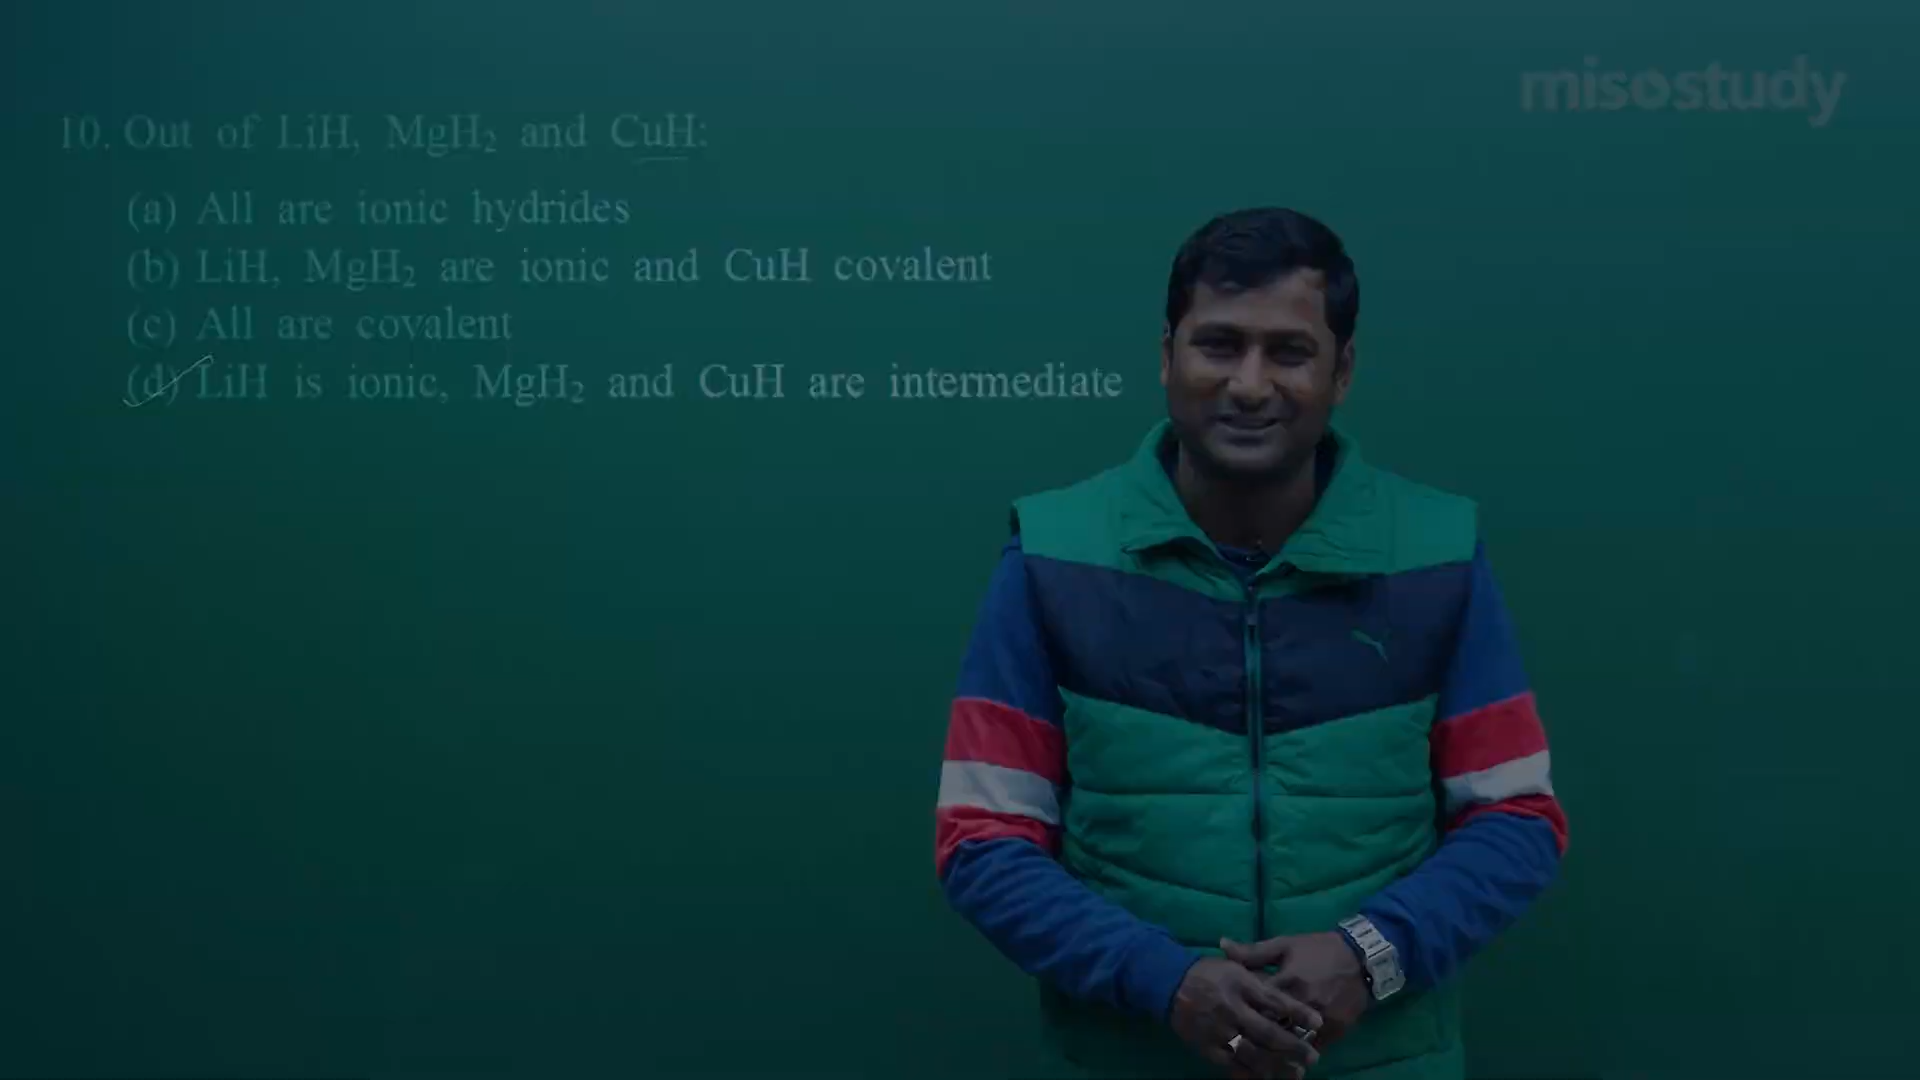 misostudy
10. Out of LiH, MgH₂ and CuH:
(a) All are ionic hydrides
(b) LiH, MgH₂ are ionic and CuH covalent
(c) All are covalent
(d) LiH is ionic, MgH₂ and CuH are intermediate